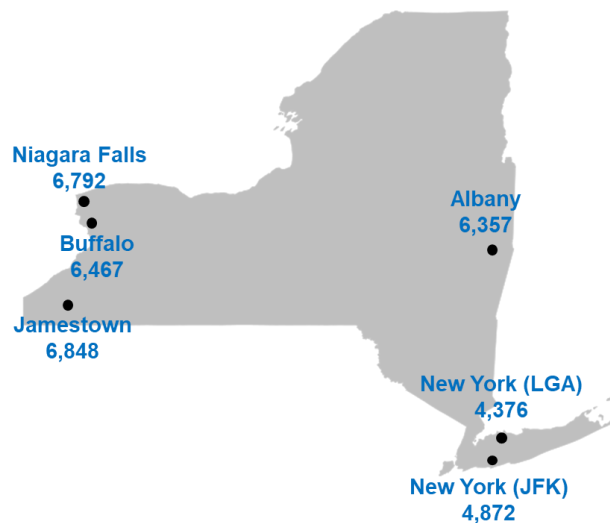 Niagara Falls
6,792
Albany
6,357
Buffalo
6,467
Jamestown
6,848
New York (LGA)
4,376
New York (JFK)
4,872